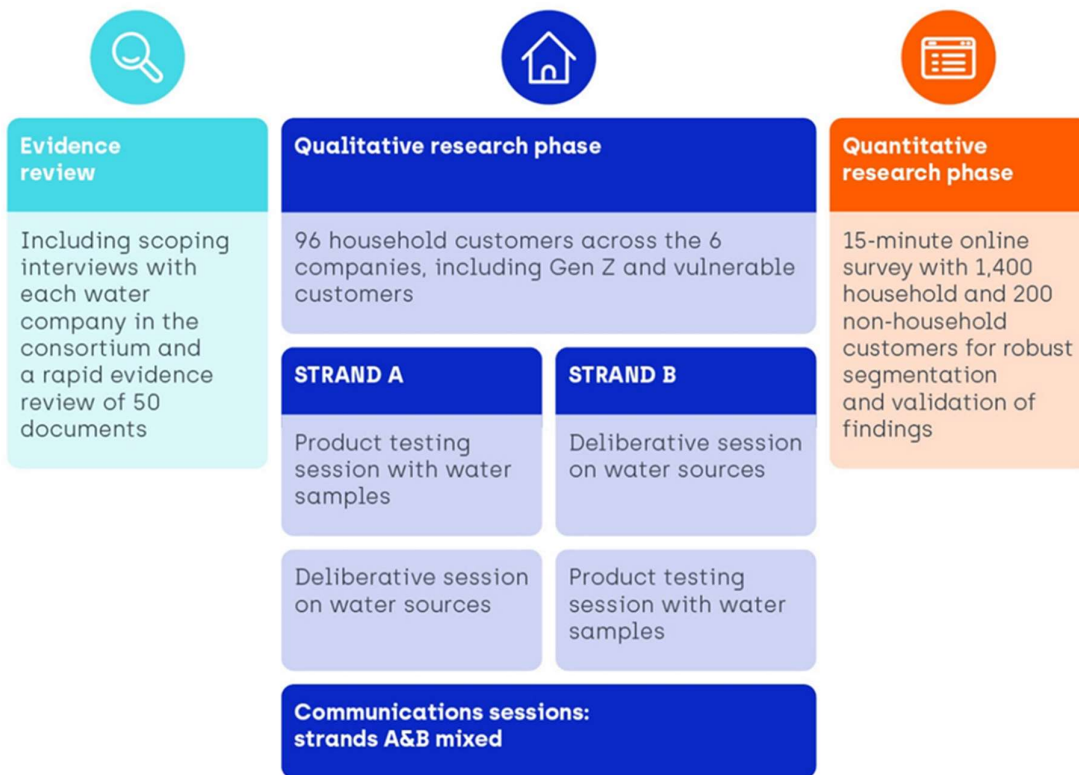 Evidence
review
Including scoping
interviews with
each water
company in the
consortium and
a rapid evidence
review of 50
documents
Qualitative research phase
96 household customers across the 6
companies, including Gen Z and vulnerable
customers
STRAND A
Product testing
session with water
samples
Deliberative session
on water sources
STRAND B
Deliberative session
on water sources
Product testing
session with water
samples
Communications sessions:
strands A&B mixed
Quantitative
research phase
15-minute online
survey with 1,400
household and 200
non-household
customers for robust
segmentation
and validation of
findings